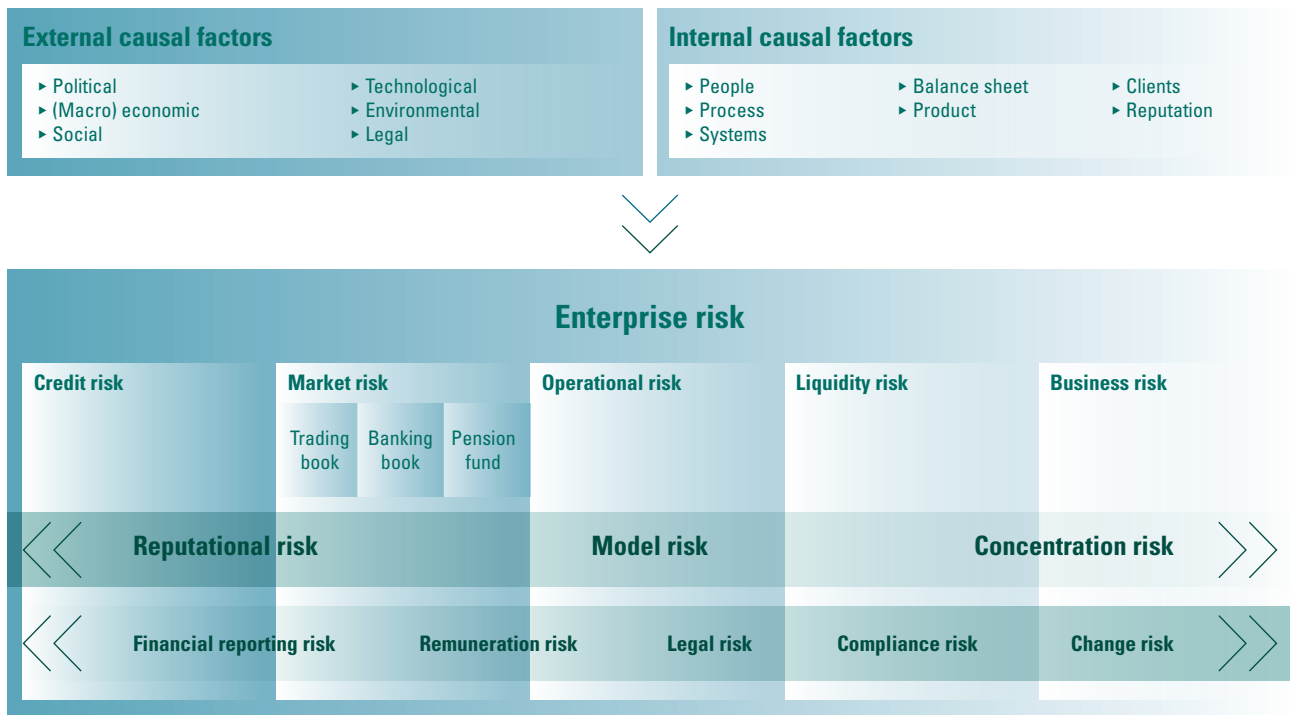 External causal factors
▸ Political
▸ (Macro) economic
▸ Social
▸ Technological
▸ Environmental
▸ Legal
Internal causal factors
▸ People
▸ Process
▸ Systems
▸ Balance sheet
▸ Product
▸ Clients
▸ Reputation
Enterprise risk
Credit risk
Market risk
Trading
book
Banking
book
Pension
fund
Operational risk
Liquidity risk
Business risk
Reputational risk
Model risk
Concentration risk
Financial reporting risk
Remuneration risk
Legal risk
Compliance risk
Change risk